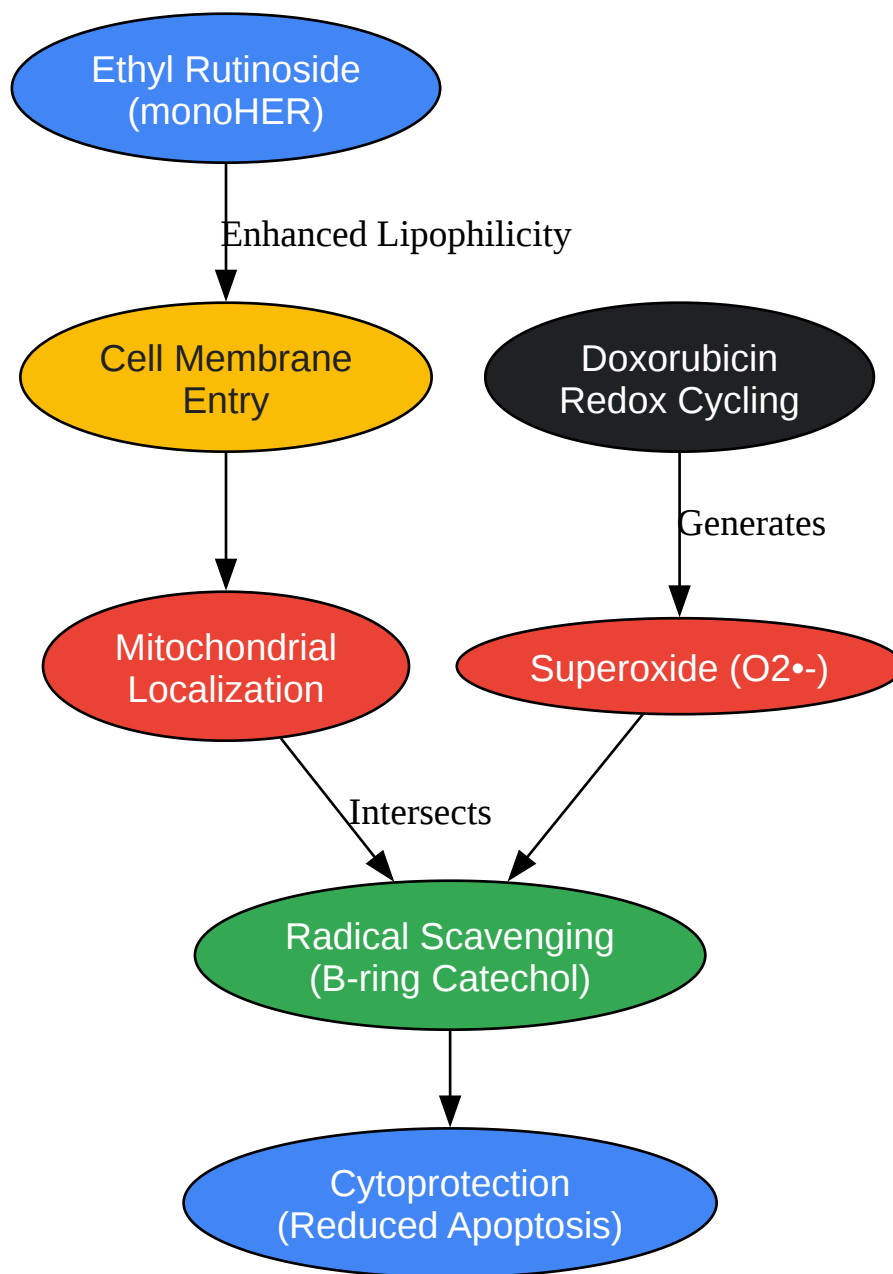 Ethyl Rutinoside
(monoHER)
Enhanced Lipophilicity
Cell Membrane
Entry
Doxorubicin
Redox Cycling
Generates
Mitochondrial
Localization
Superoxide (O2•-)
Intersects
Radical Scavenging
(B-ring Catechol)
Cytoprotection
(Reduced Apoptosis)